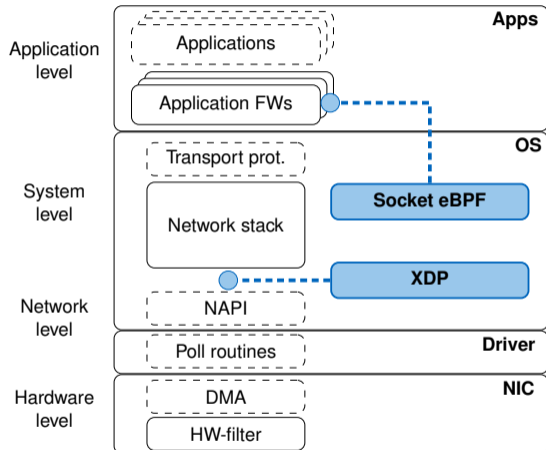 Apps
Application
level
Applications
Application FWs
OS
System
level
Transport prot.
Network stack
Socket eBPF
XDP
Network
level
NAPI
Driver
Poll routines
NIC
Hardware
level
DMA
HW-filter